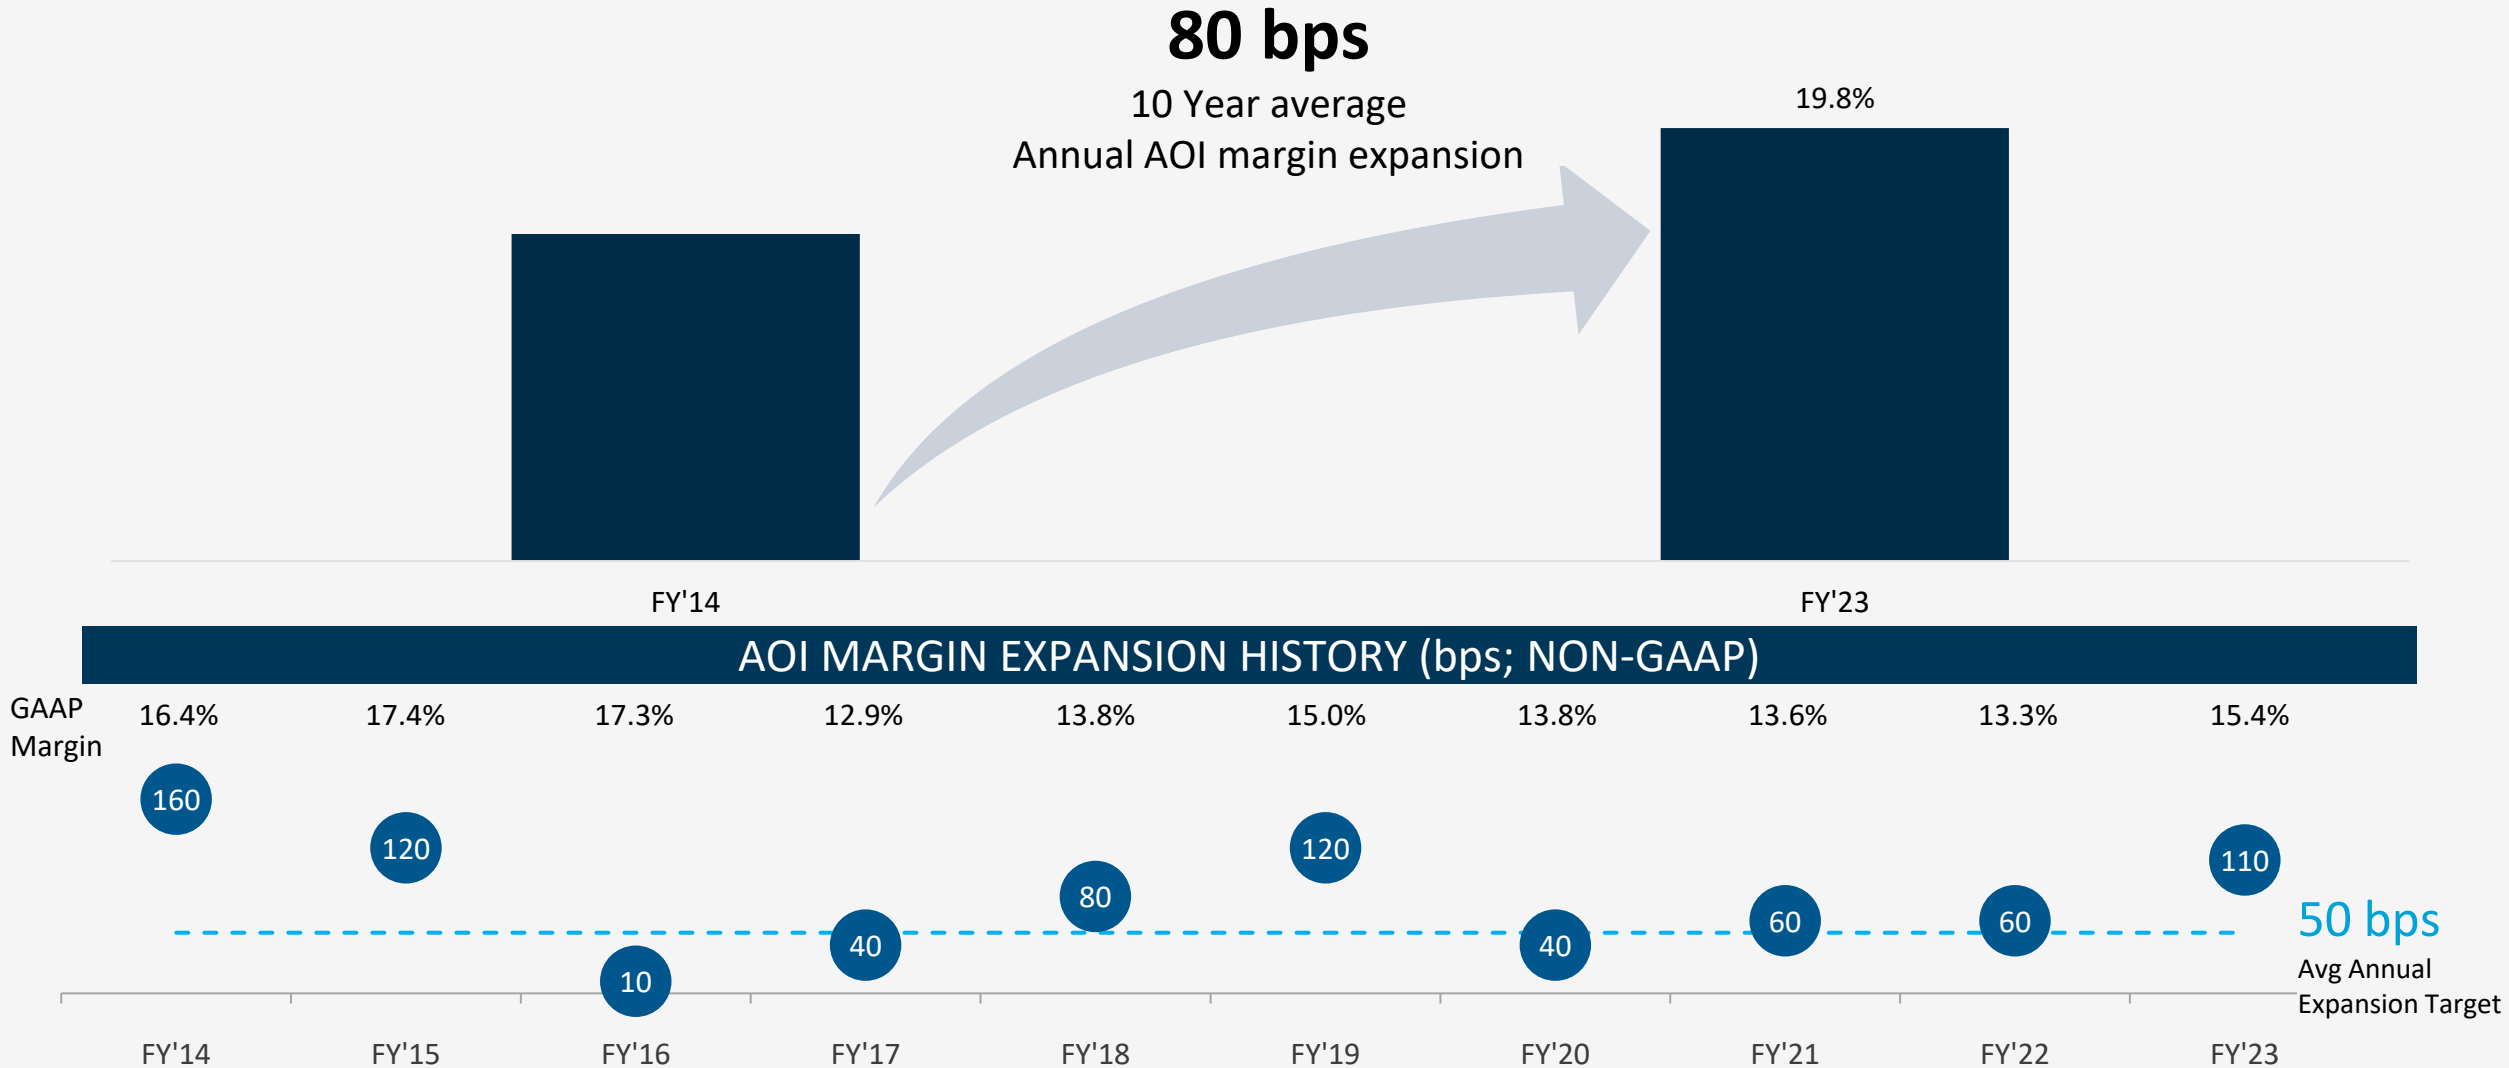 80 bps
10 Year average
Annual AOI margin expansion
19.8%
FY'14
FY'23
AOI MARGIN EXPANSION HISTORY (bps; NON-GAAP)
GAAP
Margin
16.4% 17.4% 17.3% 12.9% 13.8% 15.0% 13.8% 13.6% 13.3% 15.4%
160
120
10
40
80
120
40
60
60
110
50 bps
Avg Annual
Expansion Target
FY'14 FY'15 FY'16 FY'17 FY'18 FY'19 FY'20 FY'21 FY'22 FY'23